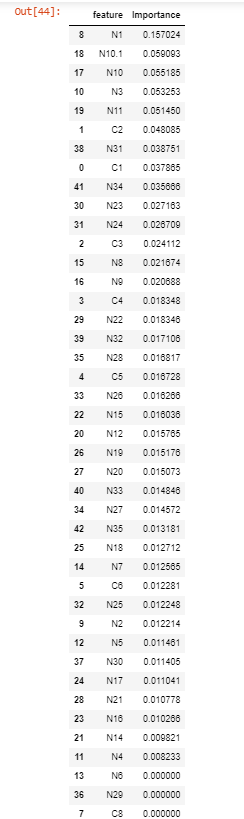 Out[44]:
feature Importance
8 N1 0.157024
18 N10.1 0.059093
17 N10 0.055185
10 N3 0.053253
19 N11 0.051450
1 C2 0.048085
38 N31 0.038751
0 C1 0.037865
41 N34 0.035666
30 N23 0.027163
31 N24 0.026709
2 C3 0.024112
15 N8 0.021674
16 N9 0.020688
3 C4 0.018348
29 N22 0.018346
39 N32 0.017106
35 N28 0.016817
4 C5 0.016728
33 N26 0.016266
22 N15 0.016036
20 N12 0.015765
26 N19 0.015176
27 N20 0.015073
40 N33 0.014846
34 N27 0.014572
42 N35 0.013181
25 N18 0.012712
14 N7 0.012565
5 C6 0.012281
32 N25 0.012248
9 N2 0.012214
12 N5 0.011461
37 N30 0.011405
24 N17 0.011041
28 N21 0.010778
23 N16 0.010266
21 N14 0.009821
11 N4 0.008233
13 N6 0.000000
36 N29 0.000000
7 C8 0.000000